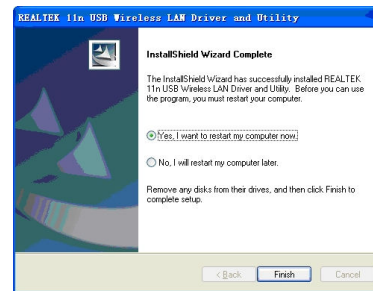 REALTEK 11n USB Wireless LAN Driver and Utility
InstallShield Wizard Complete
The InstallShield Wizard has successfully installed REALTEK
11n USB Wireless LAN Driver and Utility. Before you can use
the program, you must restart your computer.
Yes, I want to restart my computer now.
No, I will restart my computer later.
Remove any disks from their drives, and then click Finish to
complete setup.
< Back
Finish
Cancel